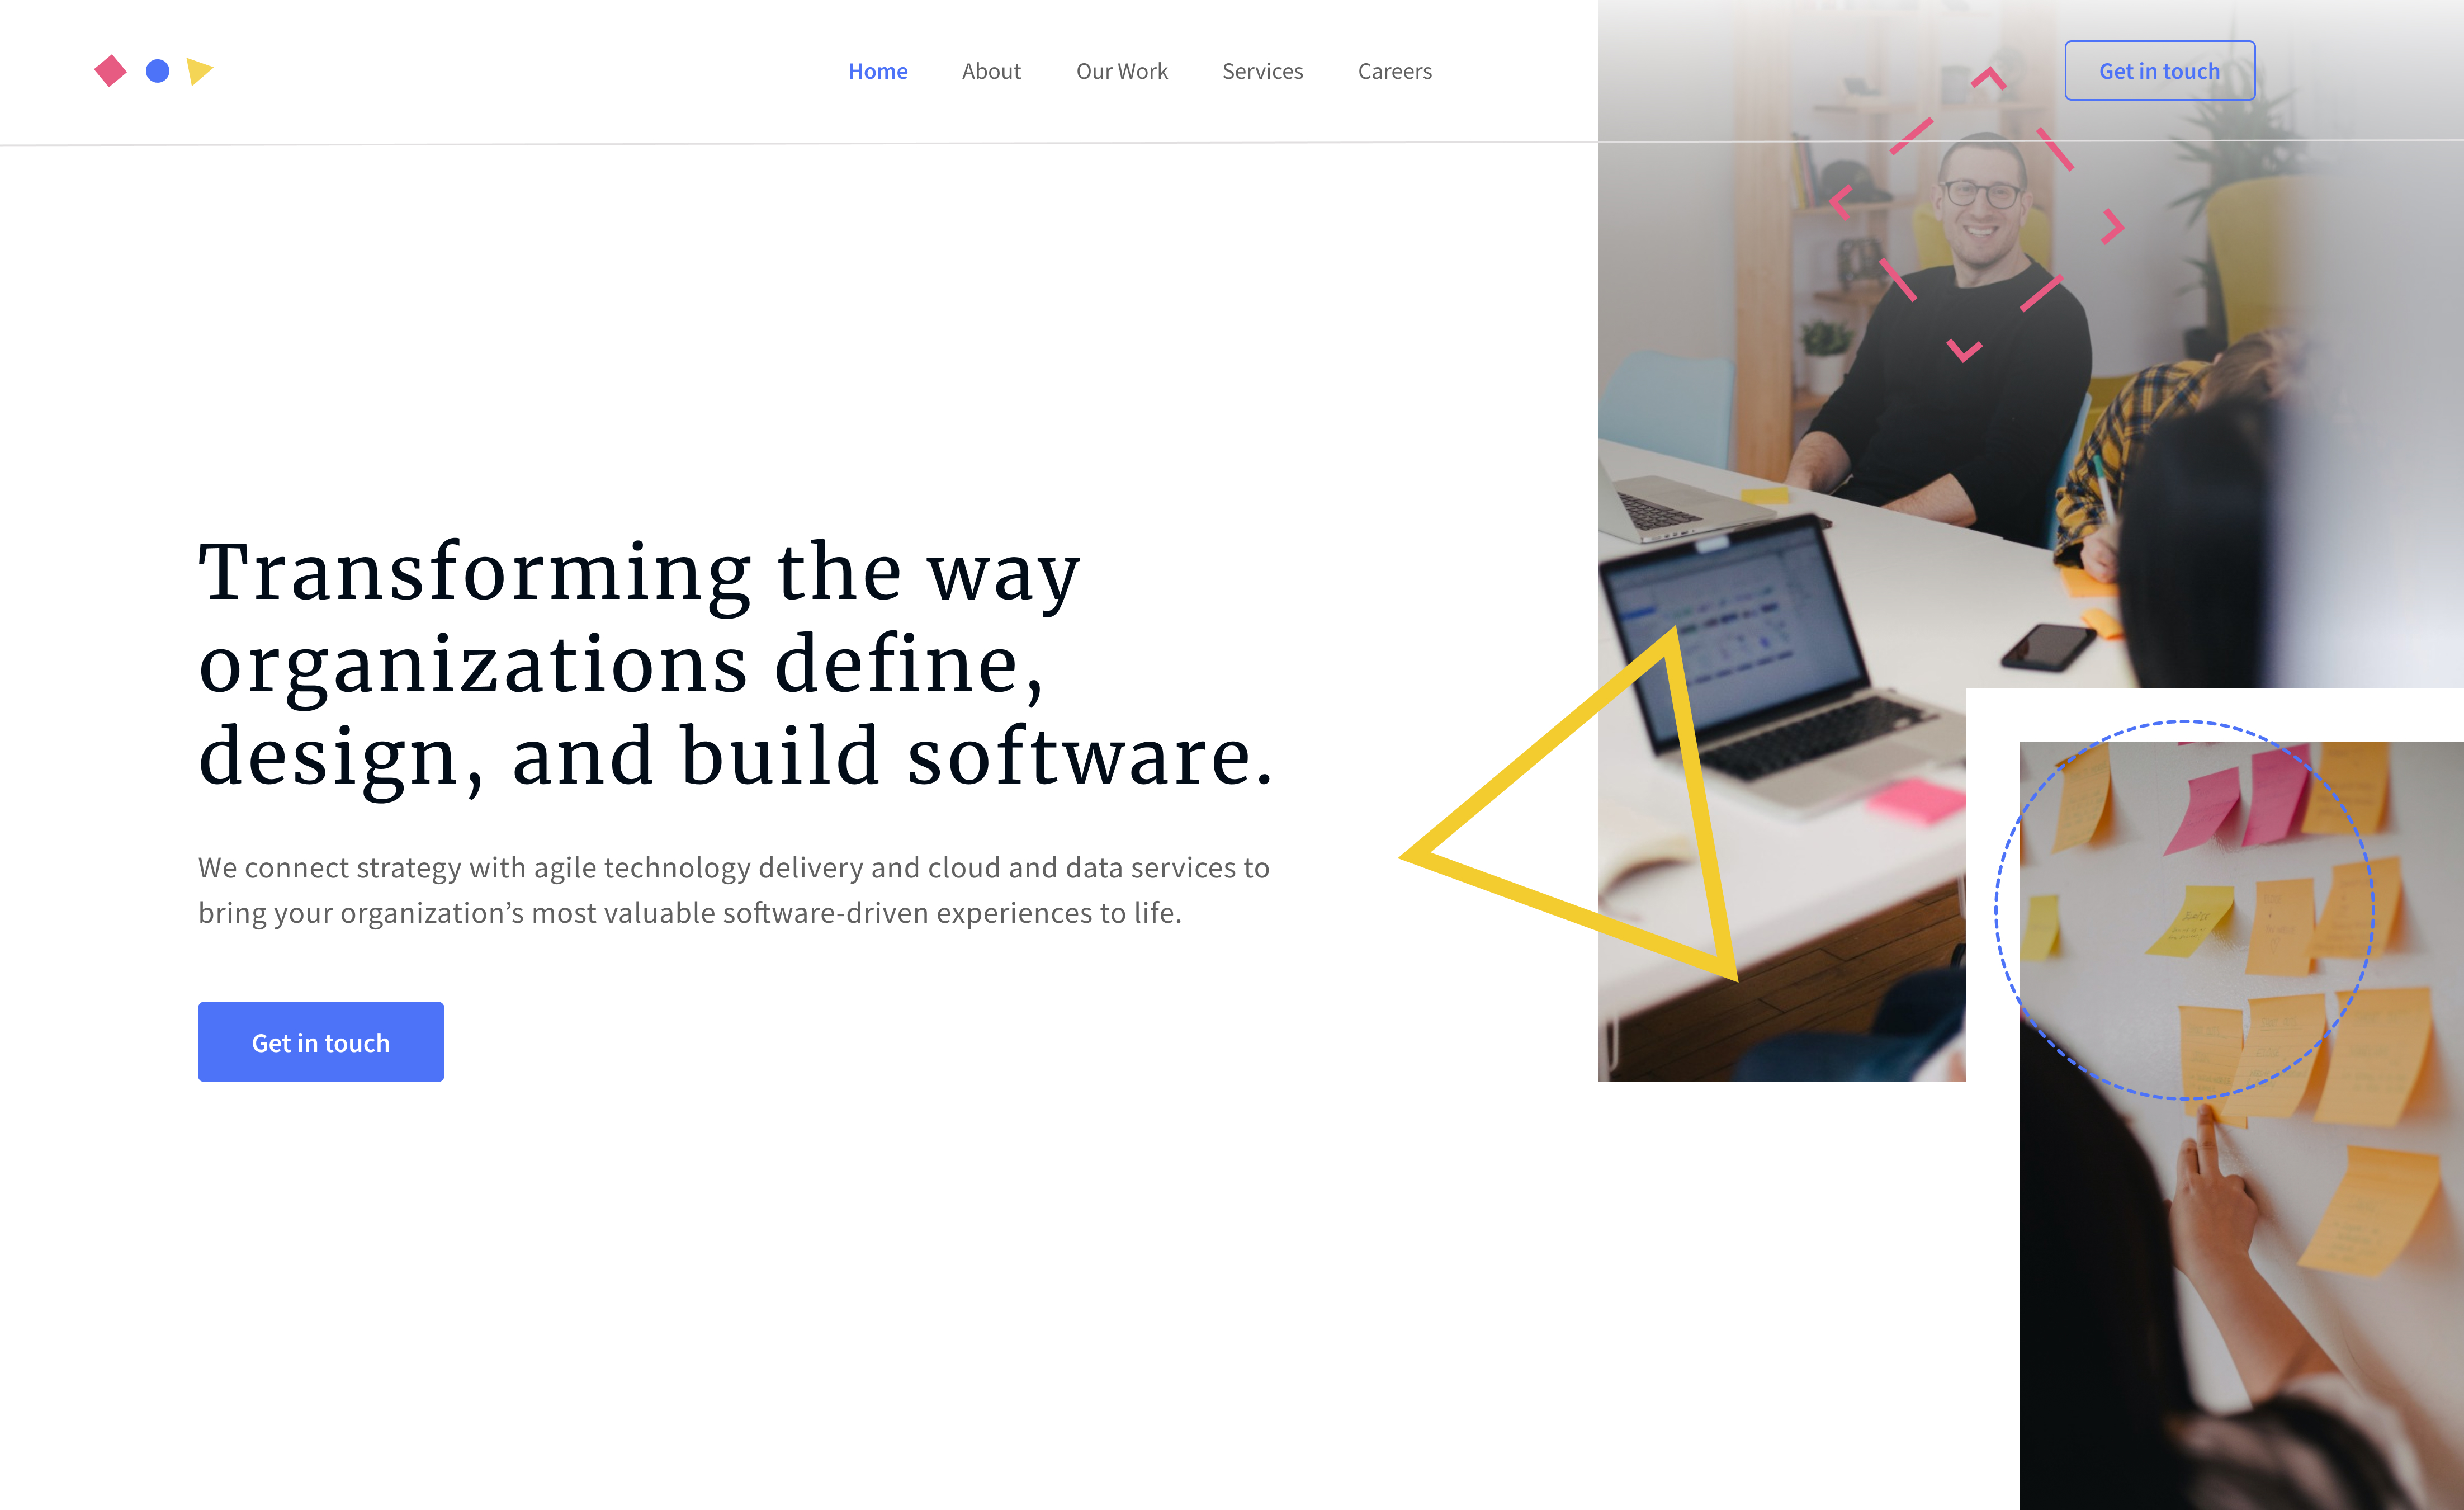 Home About Our Work Services Careers Get in touch
Transforming the way
organizations define,
design, and build software.
We connect strategy with agile technology delivery and cloud and data services to
bring your organization’s most valuable software-driven experiences to life.
Get in touch